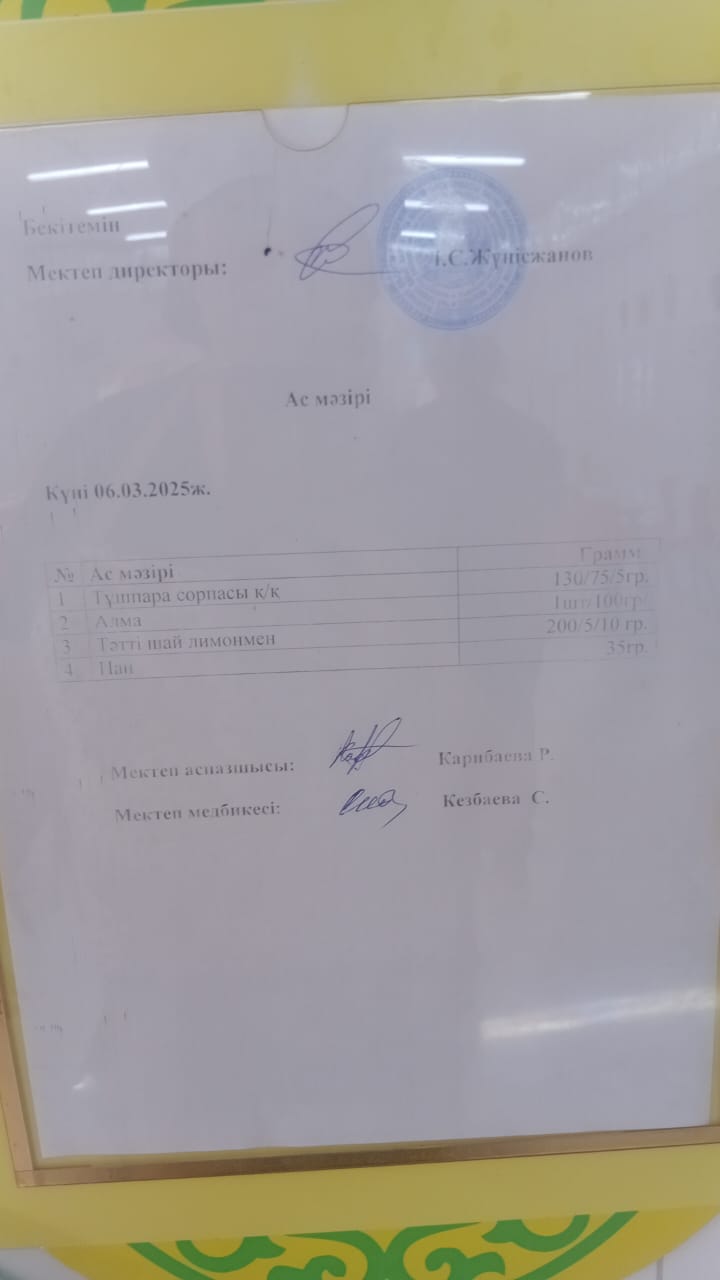 Бекітемін
Мектеп директоры: С.Жүнісжанов
Ас мәзірі
Күні 06.03.2025ж.
№ Ас мәзірі Грамм
1 Тұшпара сорпасы қ/қ 130/75/5гр.
2 Алма 1шт/100гр/
3 Тәтті шай лимонмен 200/5/10 гр.
4 Нан 35гр.
Мектеп аспазшысы: Карибаева Р.
Мектеп медбикесі: Кезбаева С.